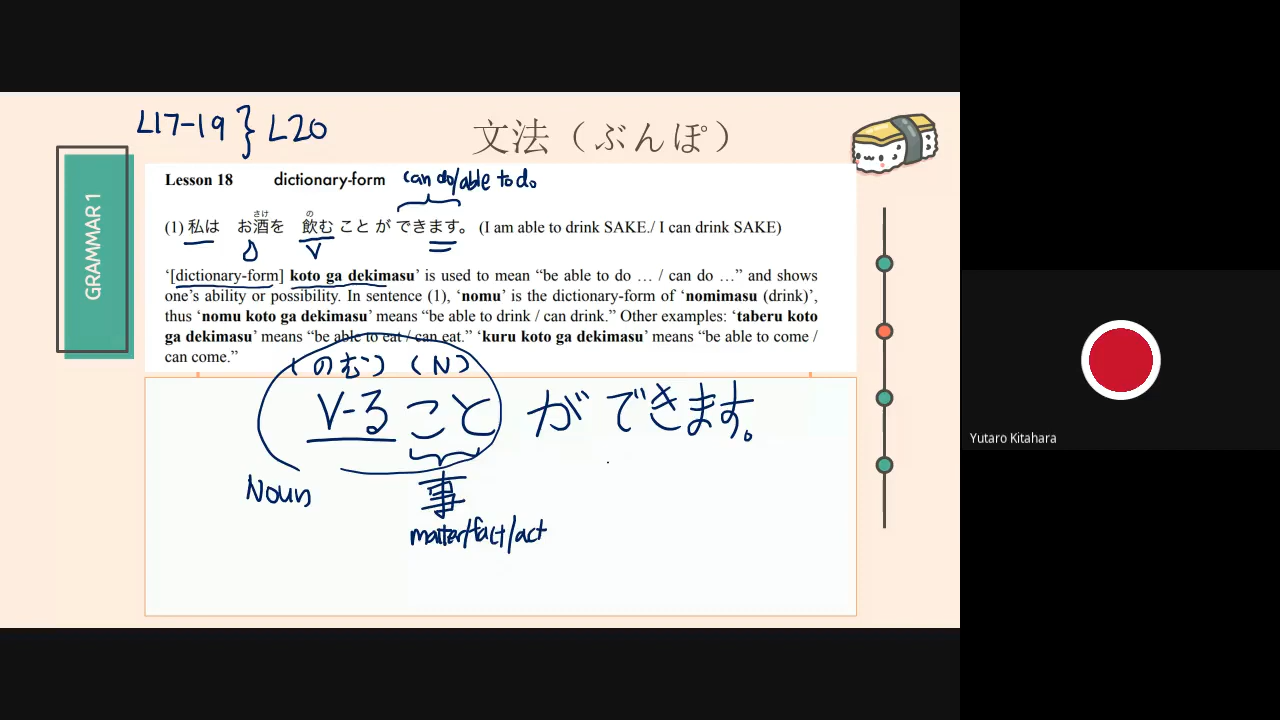 L17-19 } L20
文法（ぶんぽ）
GRAMMAR 1
Lesson 18 dictionary-form can do/able to do
さけ の
(1) 私は お酒を 飲む こと が できます。 (I am able to drink SAKE./ I can drink SAKE)
O V
‘[dictionary-form] koto ga dekimasu’ is used to mean “be able to do … / can do …” and shows
one’s ability or possibility. In sentence (1), ‘nomu’ is the dictionary-form of ‘nomimasu (drink)’,
thus ‘nomu koto ga dekimasu’ means “be able to drink / can drink.” Other examples: ‘taberu koto
ga dekimasu’ means “be able to eat / can eat.” ‘kuru koto ga dekimasu’ means “be able to come /
can come.”
(のむ) (N)
V-る こと が できます。
Noun 事
matter/fact/act
Yutaro Kitahara